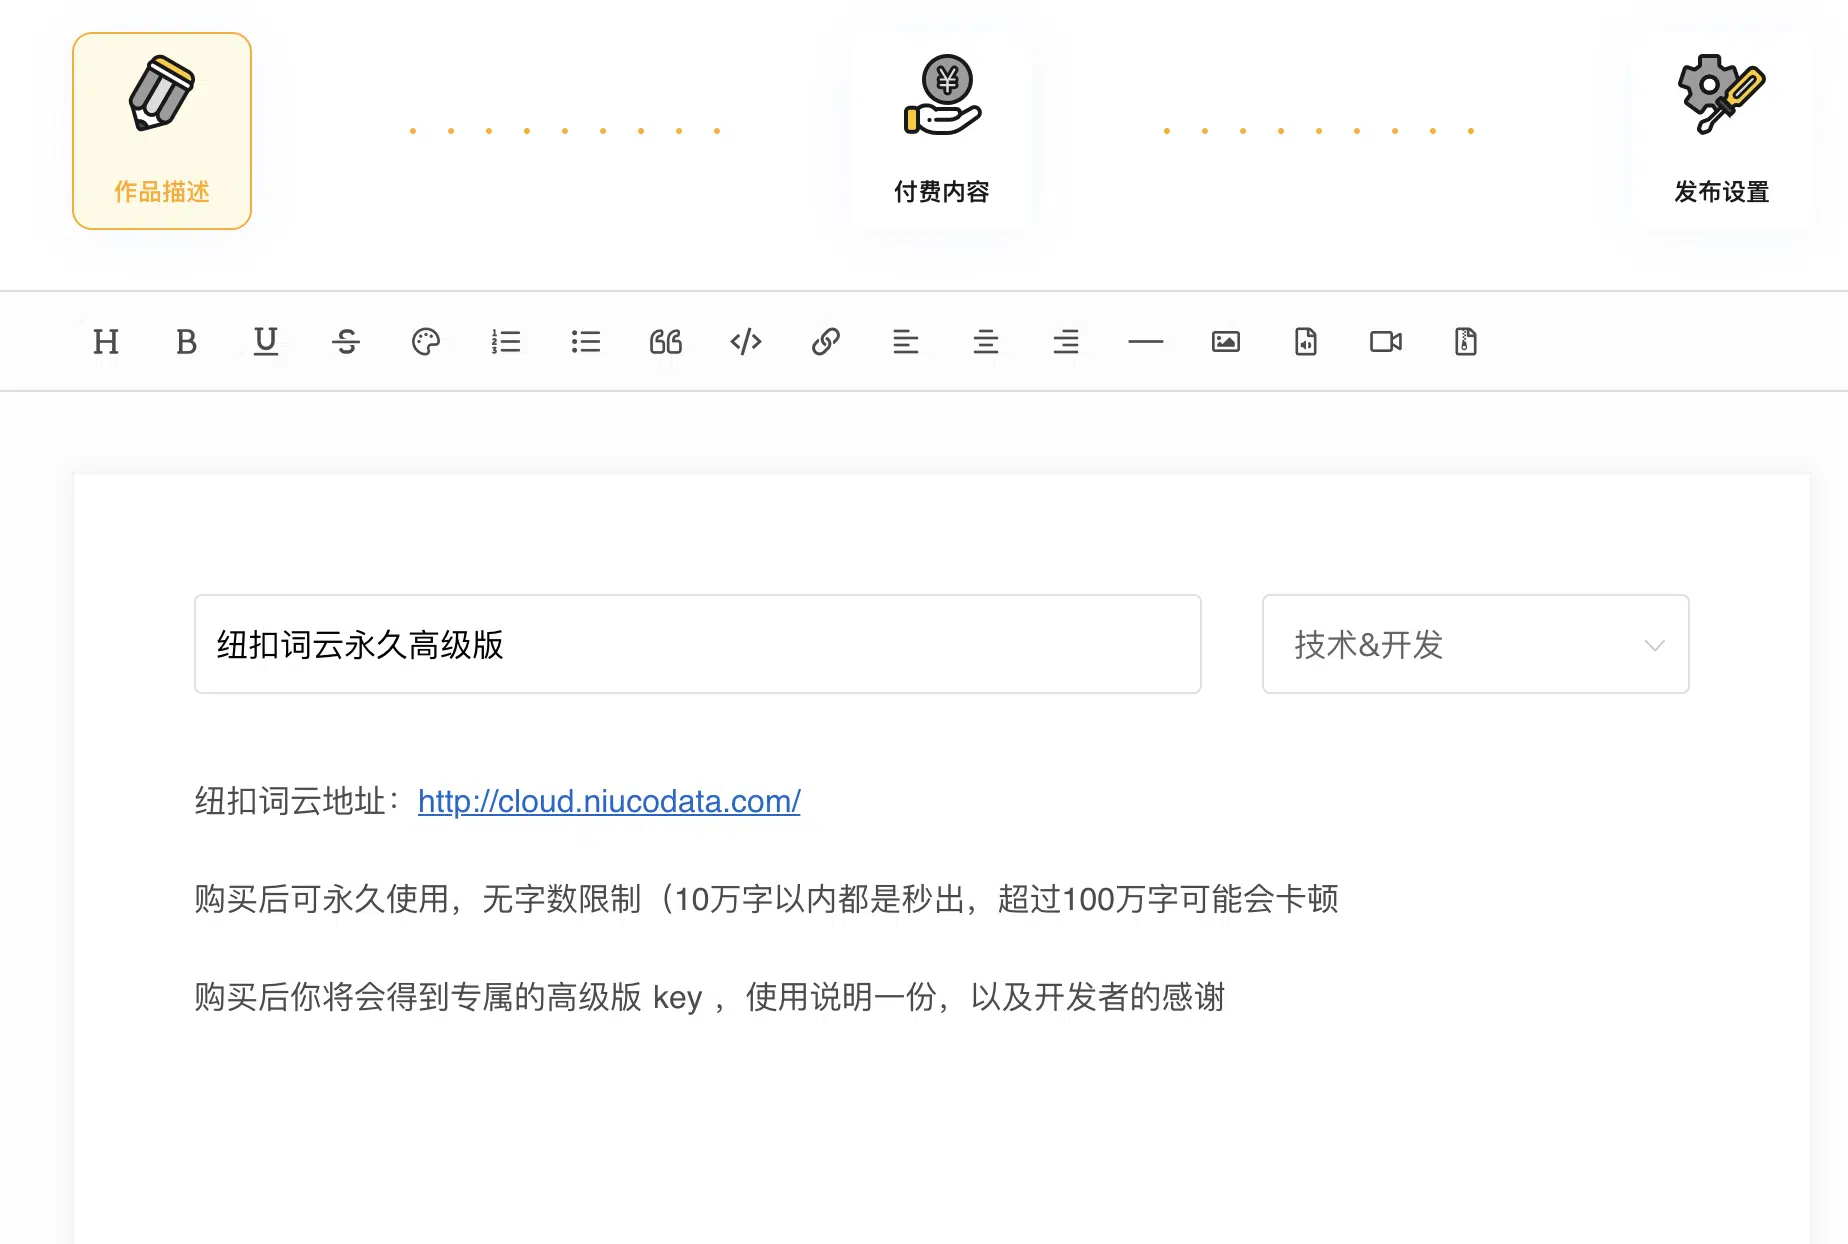 作品描述
付费内容
发布设置
纽扣词云永久高级版
技术&开发
纽扣词云地址：http://cloud.niucodata.com/
购买后可永久使用，无字数限制（10万字以内都是秒出，超过100万字可能会卡顿
购买后你将会得到专属的高级版 key ，使用说明一份，以及开发者的感谢